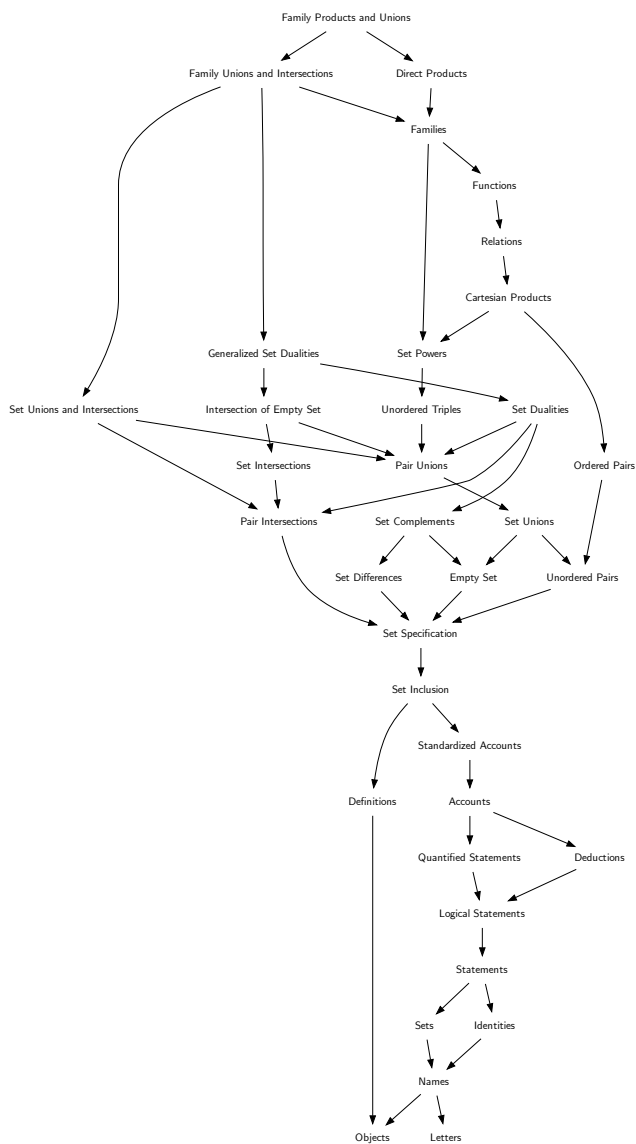 Family Products and Unions
Family Unions and Intersections
Direct Products
Families
Functions
Relations
Cartesian Products
Generalized Set Dualities
Set Powers
Set Unions and Intersections
Intersection of Empty Set
Unordered Triples
Set Dualities
Set Intersections
Pair Unions
Ordered Pairs
Pair Intersections
Set Complements
Set Unions
Set Differences
Empty Set
Unordered Pairs
Set Specification
Set Inclusion
Standardized Accounts
Definitions
Accounts
Quantified Statements
Deductions
Logical Statements
Statements
Sets
Identities
Names
Objects
Letters